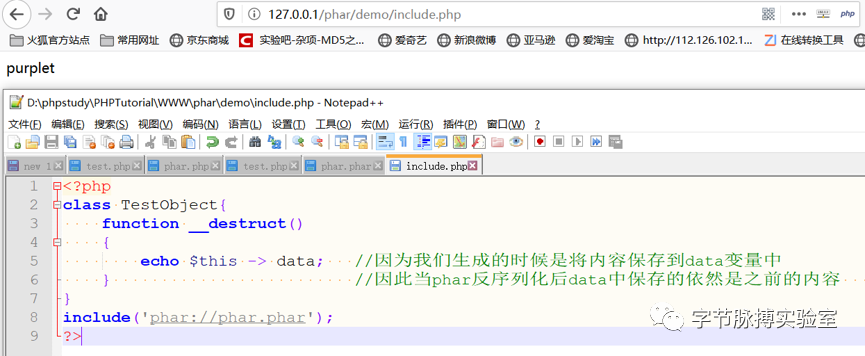 127.0.0.1/phar/demo/include.php
火狐官方站点 常用网址 京东商城 实验吧-杂项-MD5之... 爱奇艺 新浪微博 亚马逊 爱淘宝 http://112.126.102.1... 在线转换工具
purplet
D:\phpstudy\PHPTutorial\WWW\phar\demo\include.php - Notepad++
文件(F) 编辑(E) 搜索(S) 视图(V) 编码(N) 语言(L) 设置(T) 工具(O) 宏(M) 运行(R) 插件(P) 窗口(W) ?
new 1 test.php phar.php test.php phar.phar include.php
1 <?php
2 class TestObject{
3 function __destruct()
4 {
5 echo $this -> data; //因为我们生成的时候是将内容保存到data变量中
6 } //因此当phar反序列化后data中保存的依然是之前的内容
7 }
8 include('phar://phar.phar');
9 ?>
字节脉搏实验室